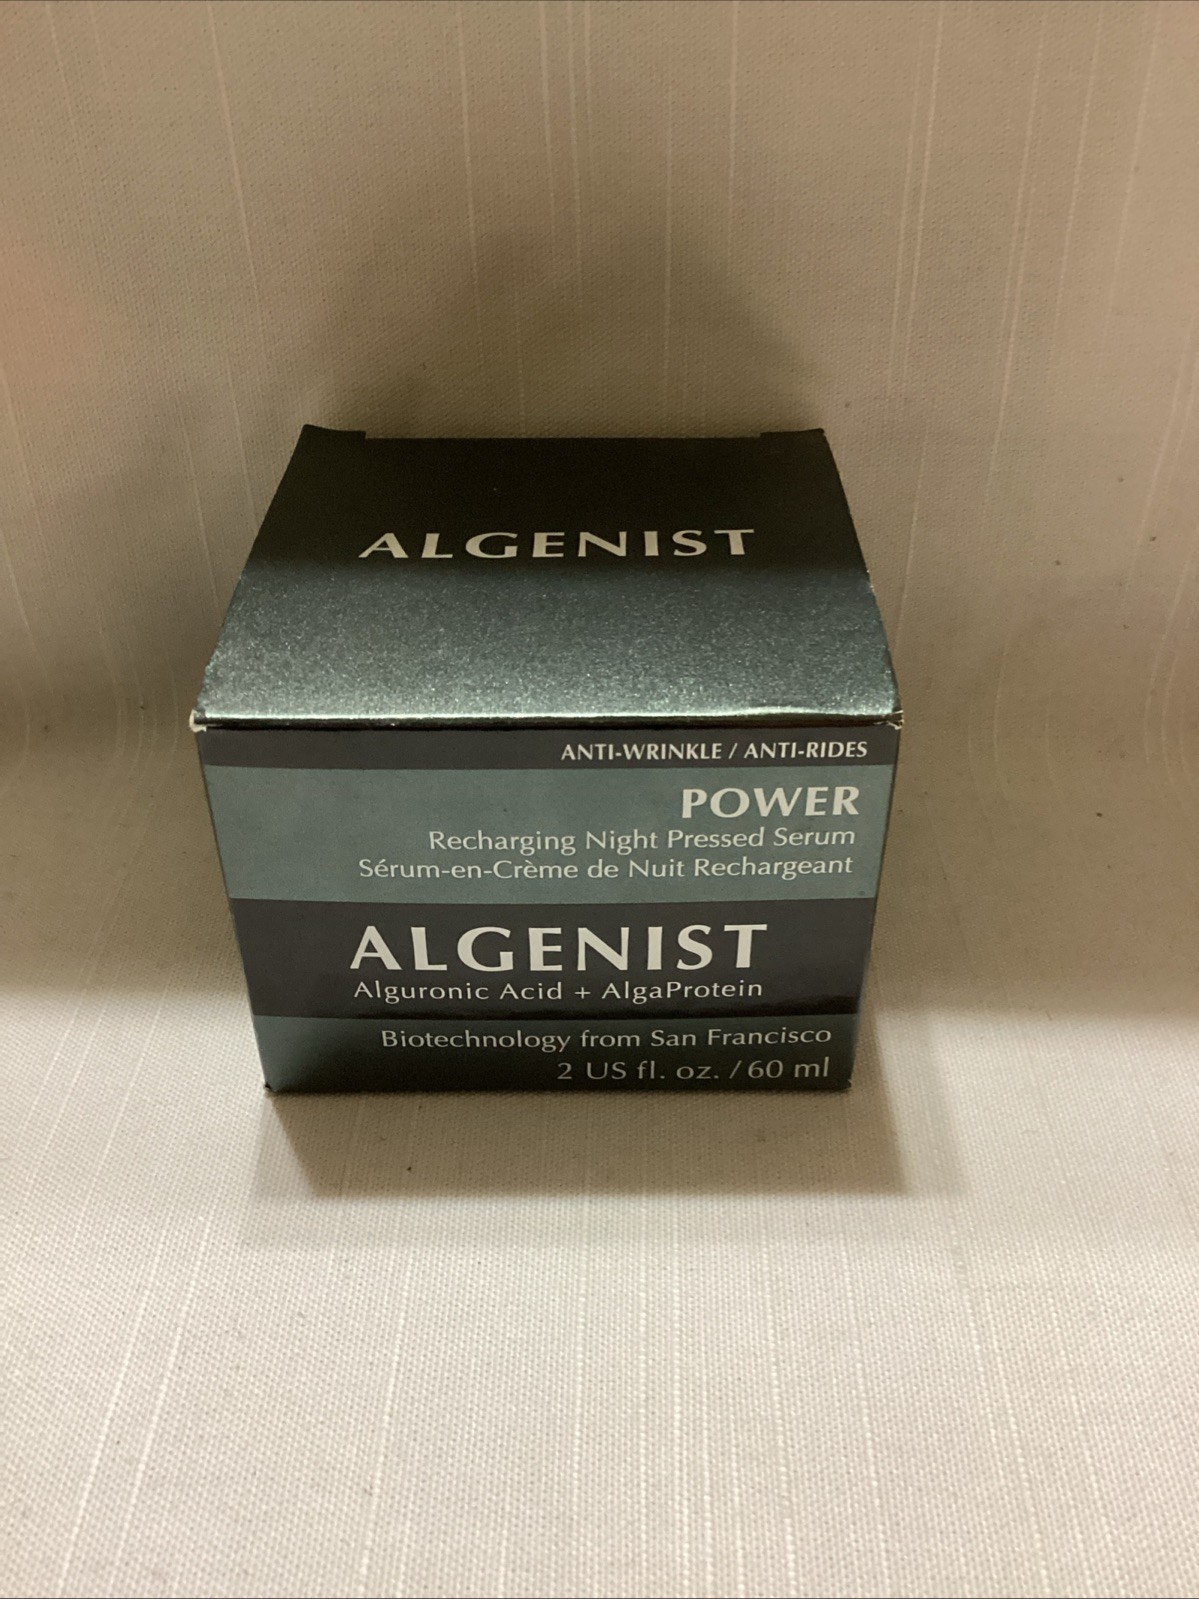 ALGENIST
ANTI-WRINKLE / ANTI-RIDES
POWER
Recharging Night Pressed Serum
Sérum-en-Crème de Nuit Rechargeant
ALGENIST
Alguronic Acid + AlgaProtein
Biotechnology from San Francisco
2 US fl. oz. / 60 ml